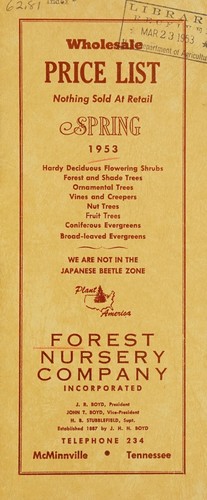 62.81
LIBRAR
MAR 23 1953
Department of Agricultu
Wholesale
PRICE LIST
Nothing Sold At Retail
SPRING
1953
Hardy Deciduous Flowering Shrubs
Forest and Shade Trees
Ornamental Trees
Vines and Creepers
Nut Trees
Fruit Trees
Coniferous Evergreens
Broad-leaved Evergreens
WE ARE NOT IN THE
JAPANESE BEETLE ZONE
Plant
America
FOREST
NURSERY
COMPANY
INCORPORATED
J. R. BOYD, President
JOHN T. BOYD, Vice-President
H. R. STUBBLEFIELD, Supt.
Established 1887 by J. H. H. BOYD
TELEPHONE 234
McMinnville • Tennessee